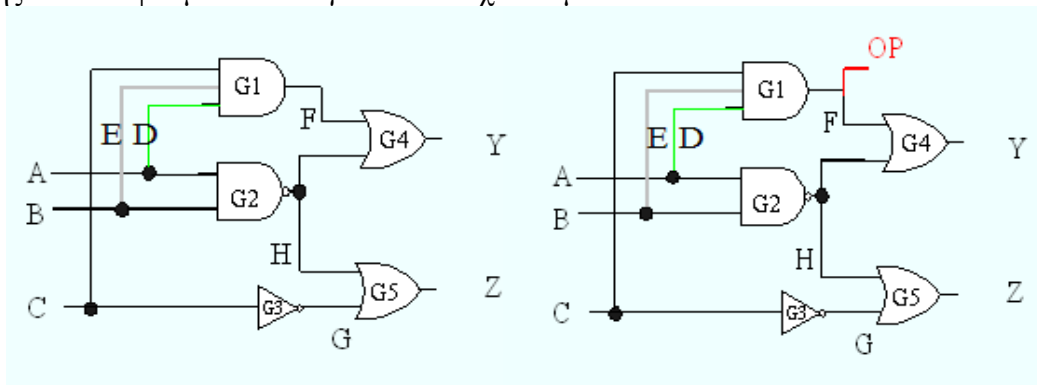 OP
G1 G1
F F
E D G4 Y E D G4 Y
A A
G2 G2
B B
H H
G5 Z G5 Z
C G3 C G3
G G